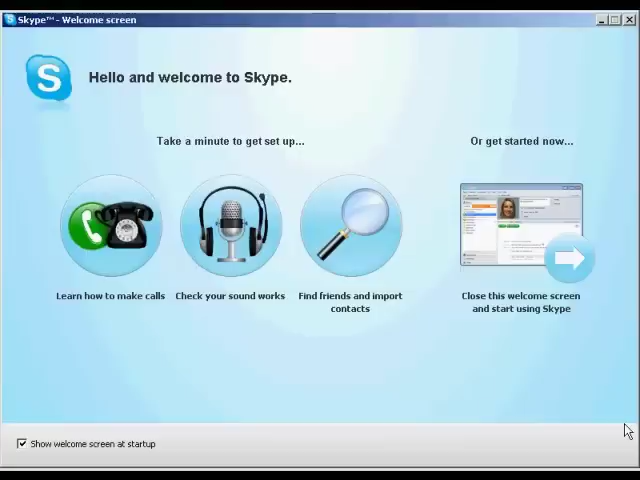 Skype™ - Welcome screen
S
Hello and welcome to Skype.
Take a minute to get set up...
Or get started now...
Learn how to make calls
Check your sound works
Find friends and import
contacts
Close this welcome screen
and start using Skype
Show welcome screen at startup